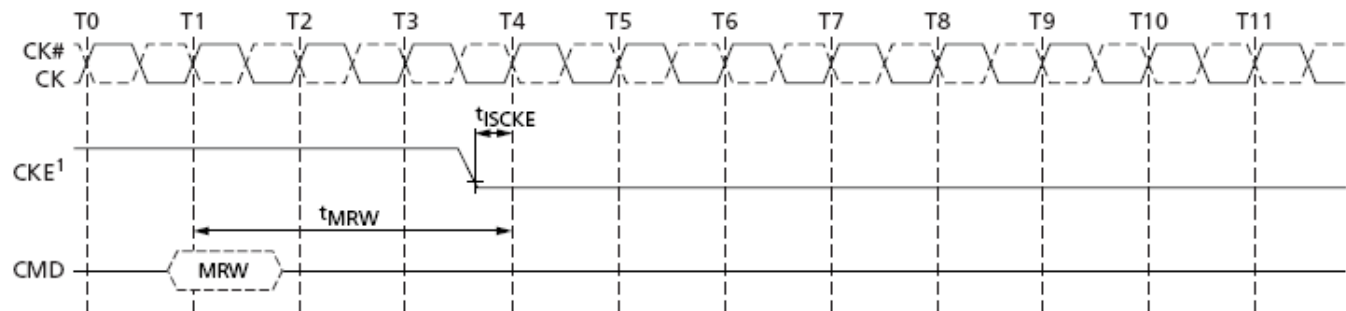 T0 T1 T2 T3 T4 T5 T6 T7 T8 T9 T10 T11
CK#
CK
tISCKE
CKE1
tMRW
CMD MRW